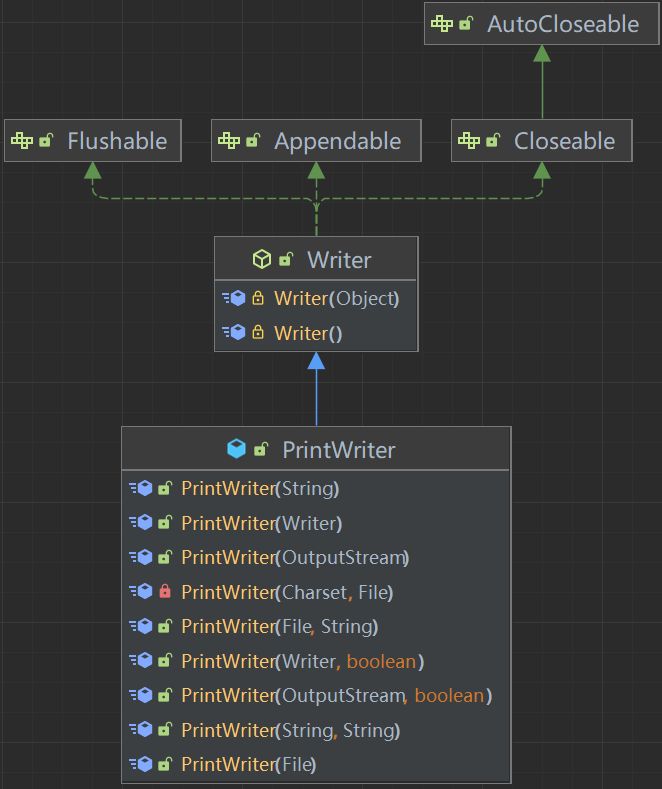 AutoCloseable
Flushable
Appendable
Closeable
Writer
Writer(Object)
Writer()
PrintWriter
PrintWriter(String)
PrintWriter(Writer)
PrintWriter(OutputStream)
PrintWriter(Charset, File)
PrintWriter(File, String)
PrintWriter(Writer, boolean)
PrintWriter(OutputStream, boolean)
PrintWriter(String, String)
PrintWriter(File)